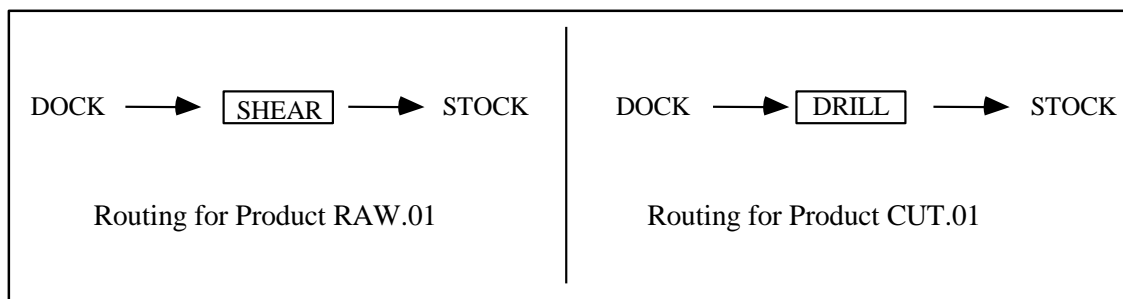 DOCK SHEAR STOCK
Routing for Product RAW.01
DOCK DRILL STOCK
Routing for Product CUT.01